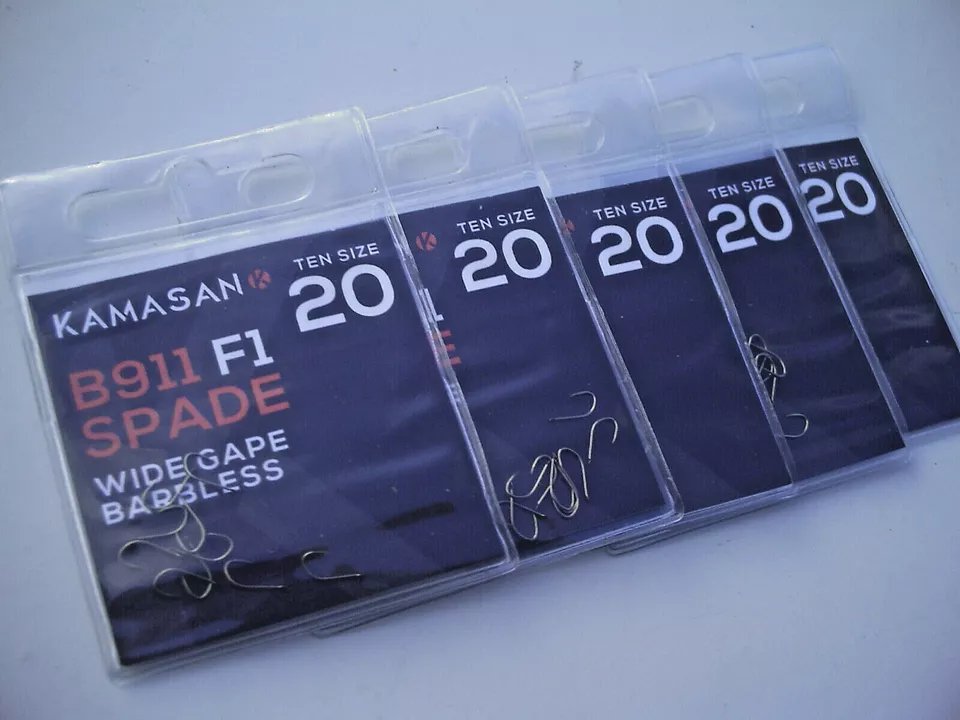 KAMASAN
TEN SIZE
20
B911 F1
SPADE
WIDE GAPE
BARBLESS
TEN SIZE
20
1
E
TEN SIZE
20
TEN SIZE
20
TEN SIZE
20